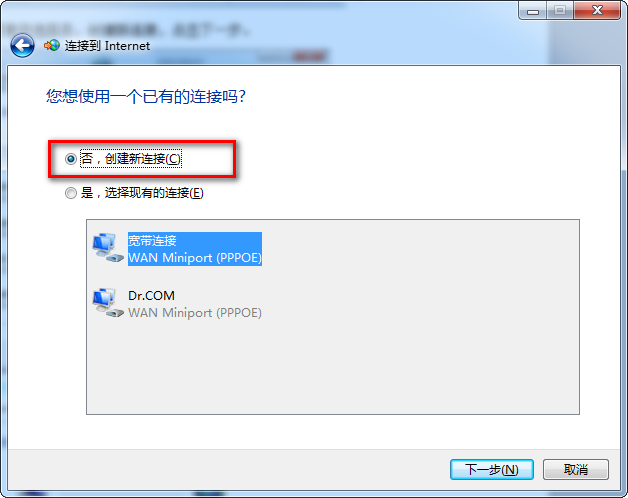 连接到 Internet
您想使用一个已有的连接吗?
否，创建新连接(C)
是，选择现有的连接(E)
宽带连接
WAN Miniport (PPPOE)
Dr.COM
WAN Miniport (PPPOE)
下一步(N)
取消